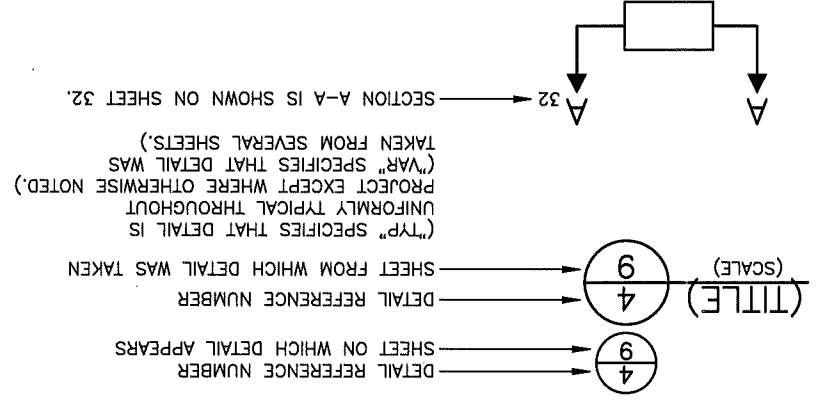 4 DETAIL REFERENCE NUMBER
9 SHEET ON WHICH DETAIL APPEARS
(TITLE) 4 DETAIL REFERENCE NUMBER
(SCALE) 9 SHEET FROM WHICH DETAIL WAS TAKEN
("TYP" SPECIFIES THAT DETAIL IS
UNIFORMLY TYPICAL THROUGHOUT
PROJECT EXCEPT WHERE OTHERWISE NOTED.)
("VAR" SPECIFIES THAT DETAIL WAS
TAKEN FROM SEVERAL SHEETS.)
A A 32 SECTION A-A IS SHOWN ON SHEET 32.